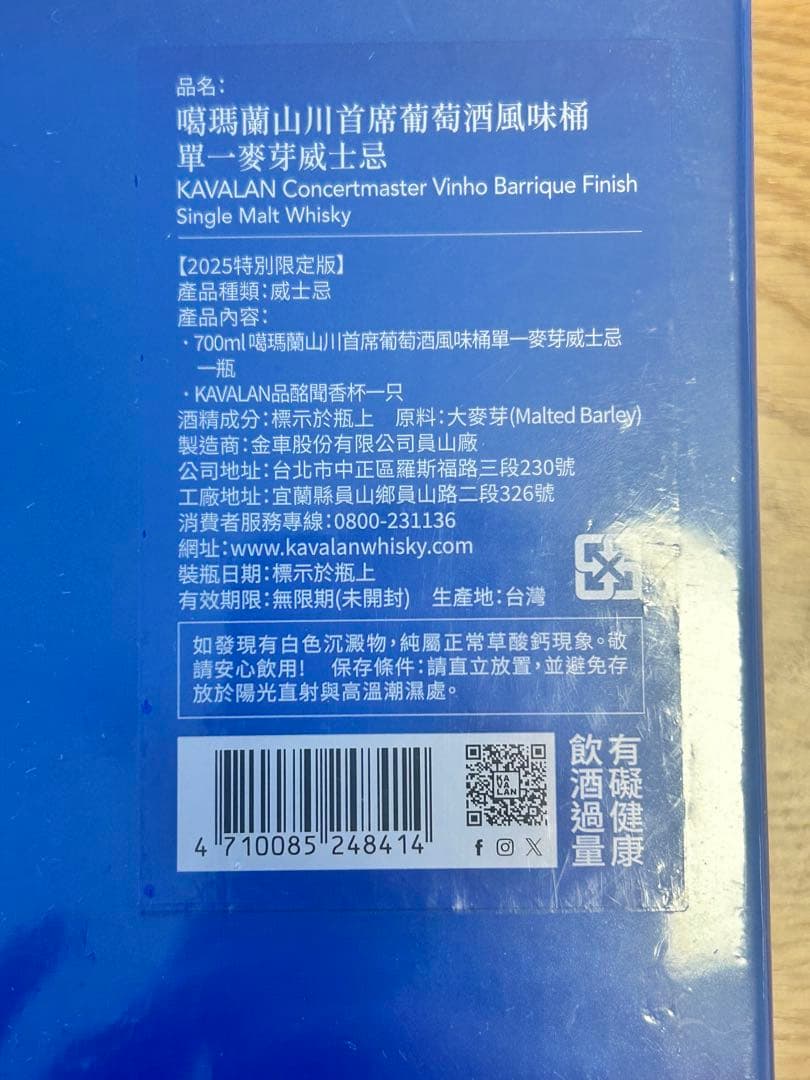 品名：
噶瑪蘭山川首席葡萄酒風味桶
單一麥芽威士忌
KAVALAN Concertmaster Vinho Barrique Finish
Single Malt Whisky
【2025特別限定版】
產品種類：威士忌
產品內容：
・700ml 噶瑪蘭山川首席葡萄酒風味桶單一麥芽威士忌
一瓶
・KAVALAN品酩聞香杯一只
酒精成分：標示於瓶上 原料：大麥芽(Malted Barley)
製造商：金車股份有限公司員山廠
公司地址：台北市中正區羅斯福路三段230號
工廠地址：宜蘭縣員山鄉員山路二段326號
消費者服務專線：0800-231136
網址：www.kavalanwhisky.com
裝瓶日期：標示於瓶上
有效期限：無限期(未開封) 生產地：台灣
如發現有白色沉澱物，純屬正常草酸鈣現象。敬
請安心飲用！ 保存條件：請直立放置，並避免存
放於陽光直射與高溫潮濕處。
4 710085 248414
KA
VA
LAN
飲酒過量
有礙健康